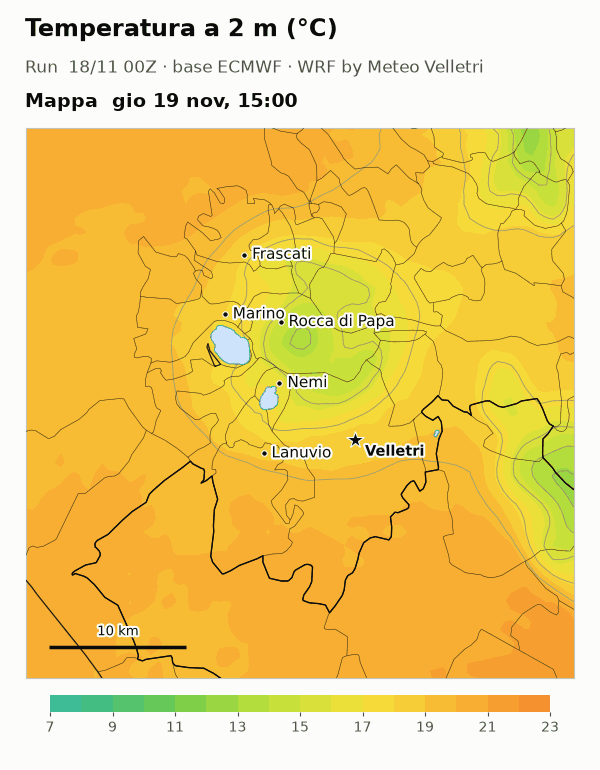 Temperatura a 2 m (°C)
Run  18/11 00Z · base ECMWF · WRF by Meteo Velletri
Mappa  gio 19 nov, 15:00
Frascati
Marino
Rocca di Papa
Nemi
Velletri
Lanuvio
10 km
7 9 11 13 15 17 19 21 23